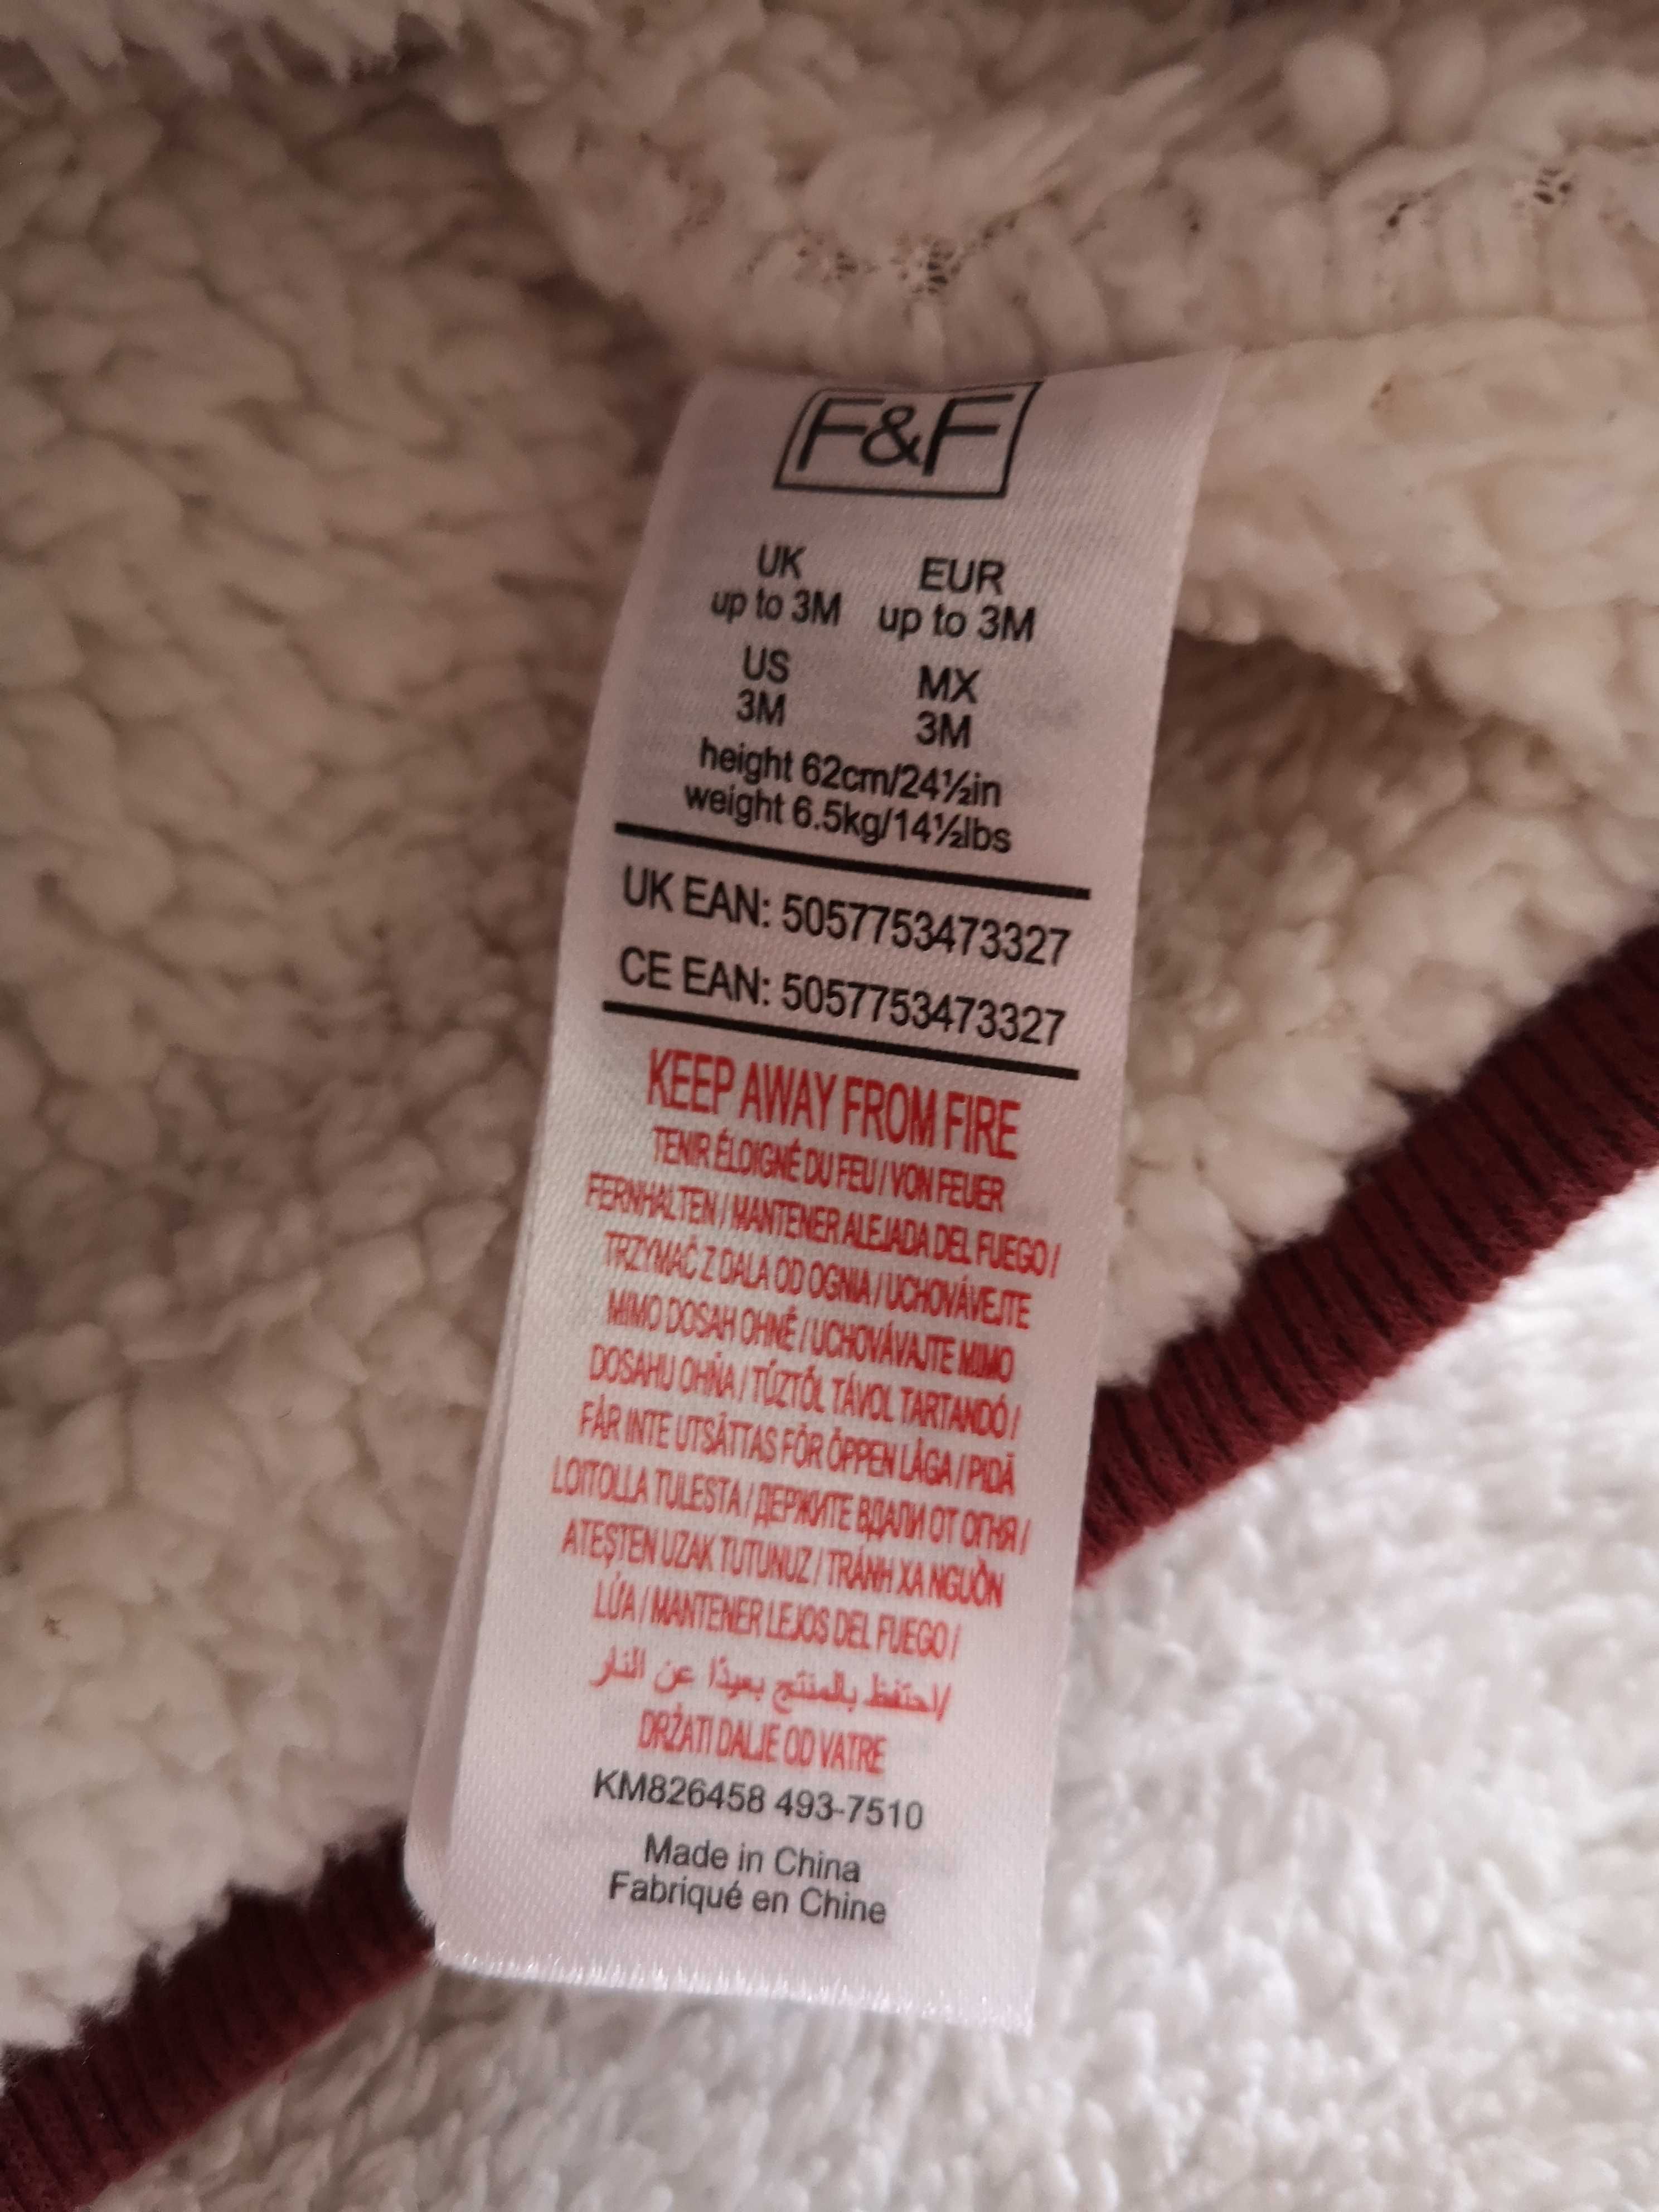 F&F
UK EUR
up to 3M up to 3M
US MX
3M 3M
height 62cm/24½in
weight 6.5kg/14½lbs
UK EAN: 5057753473327
CE EAN: 5057753473327
KEEP AWAY FROM FIRE
TENIR ÉLOIGNÉ DU FEU / VON FEUER
FERNHALTEN / MANTENER ALEJADA DEL FUEGO /
TRZYMAĆ Z DALA OD OGNIA / UCHOVÁVEJTE
MIMO DOSAH OHNĚ / UCHOVÁVAJTE MIMO
DOSAHU OHŇA / TŰZTŐL TÁVOL TARTANDÓ /
FÅR INTE UTSÄTTAS FÖR ÖPPEN LÅGA / PIDÄ
LOITOLLA TULESTA / ДЕРЖИТЕ ВДАЛИ ОТ ОГНЯ /
ATEŞTEN UZAK TUTUNUZ / TRÁNH XA NGUỒN
LỬA / MANTENER LEJOS DEL FUEGO /
/احتفظ بالمنتج بعيدًا عن النار
DRŽATI DALJE OD VATRE
KM826458 493-7510
Made in China
Fabriqué en Chine